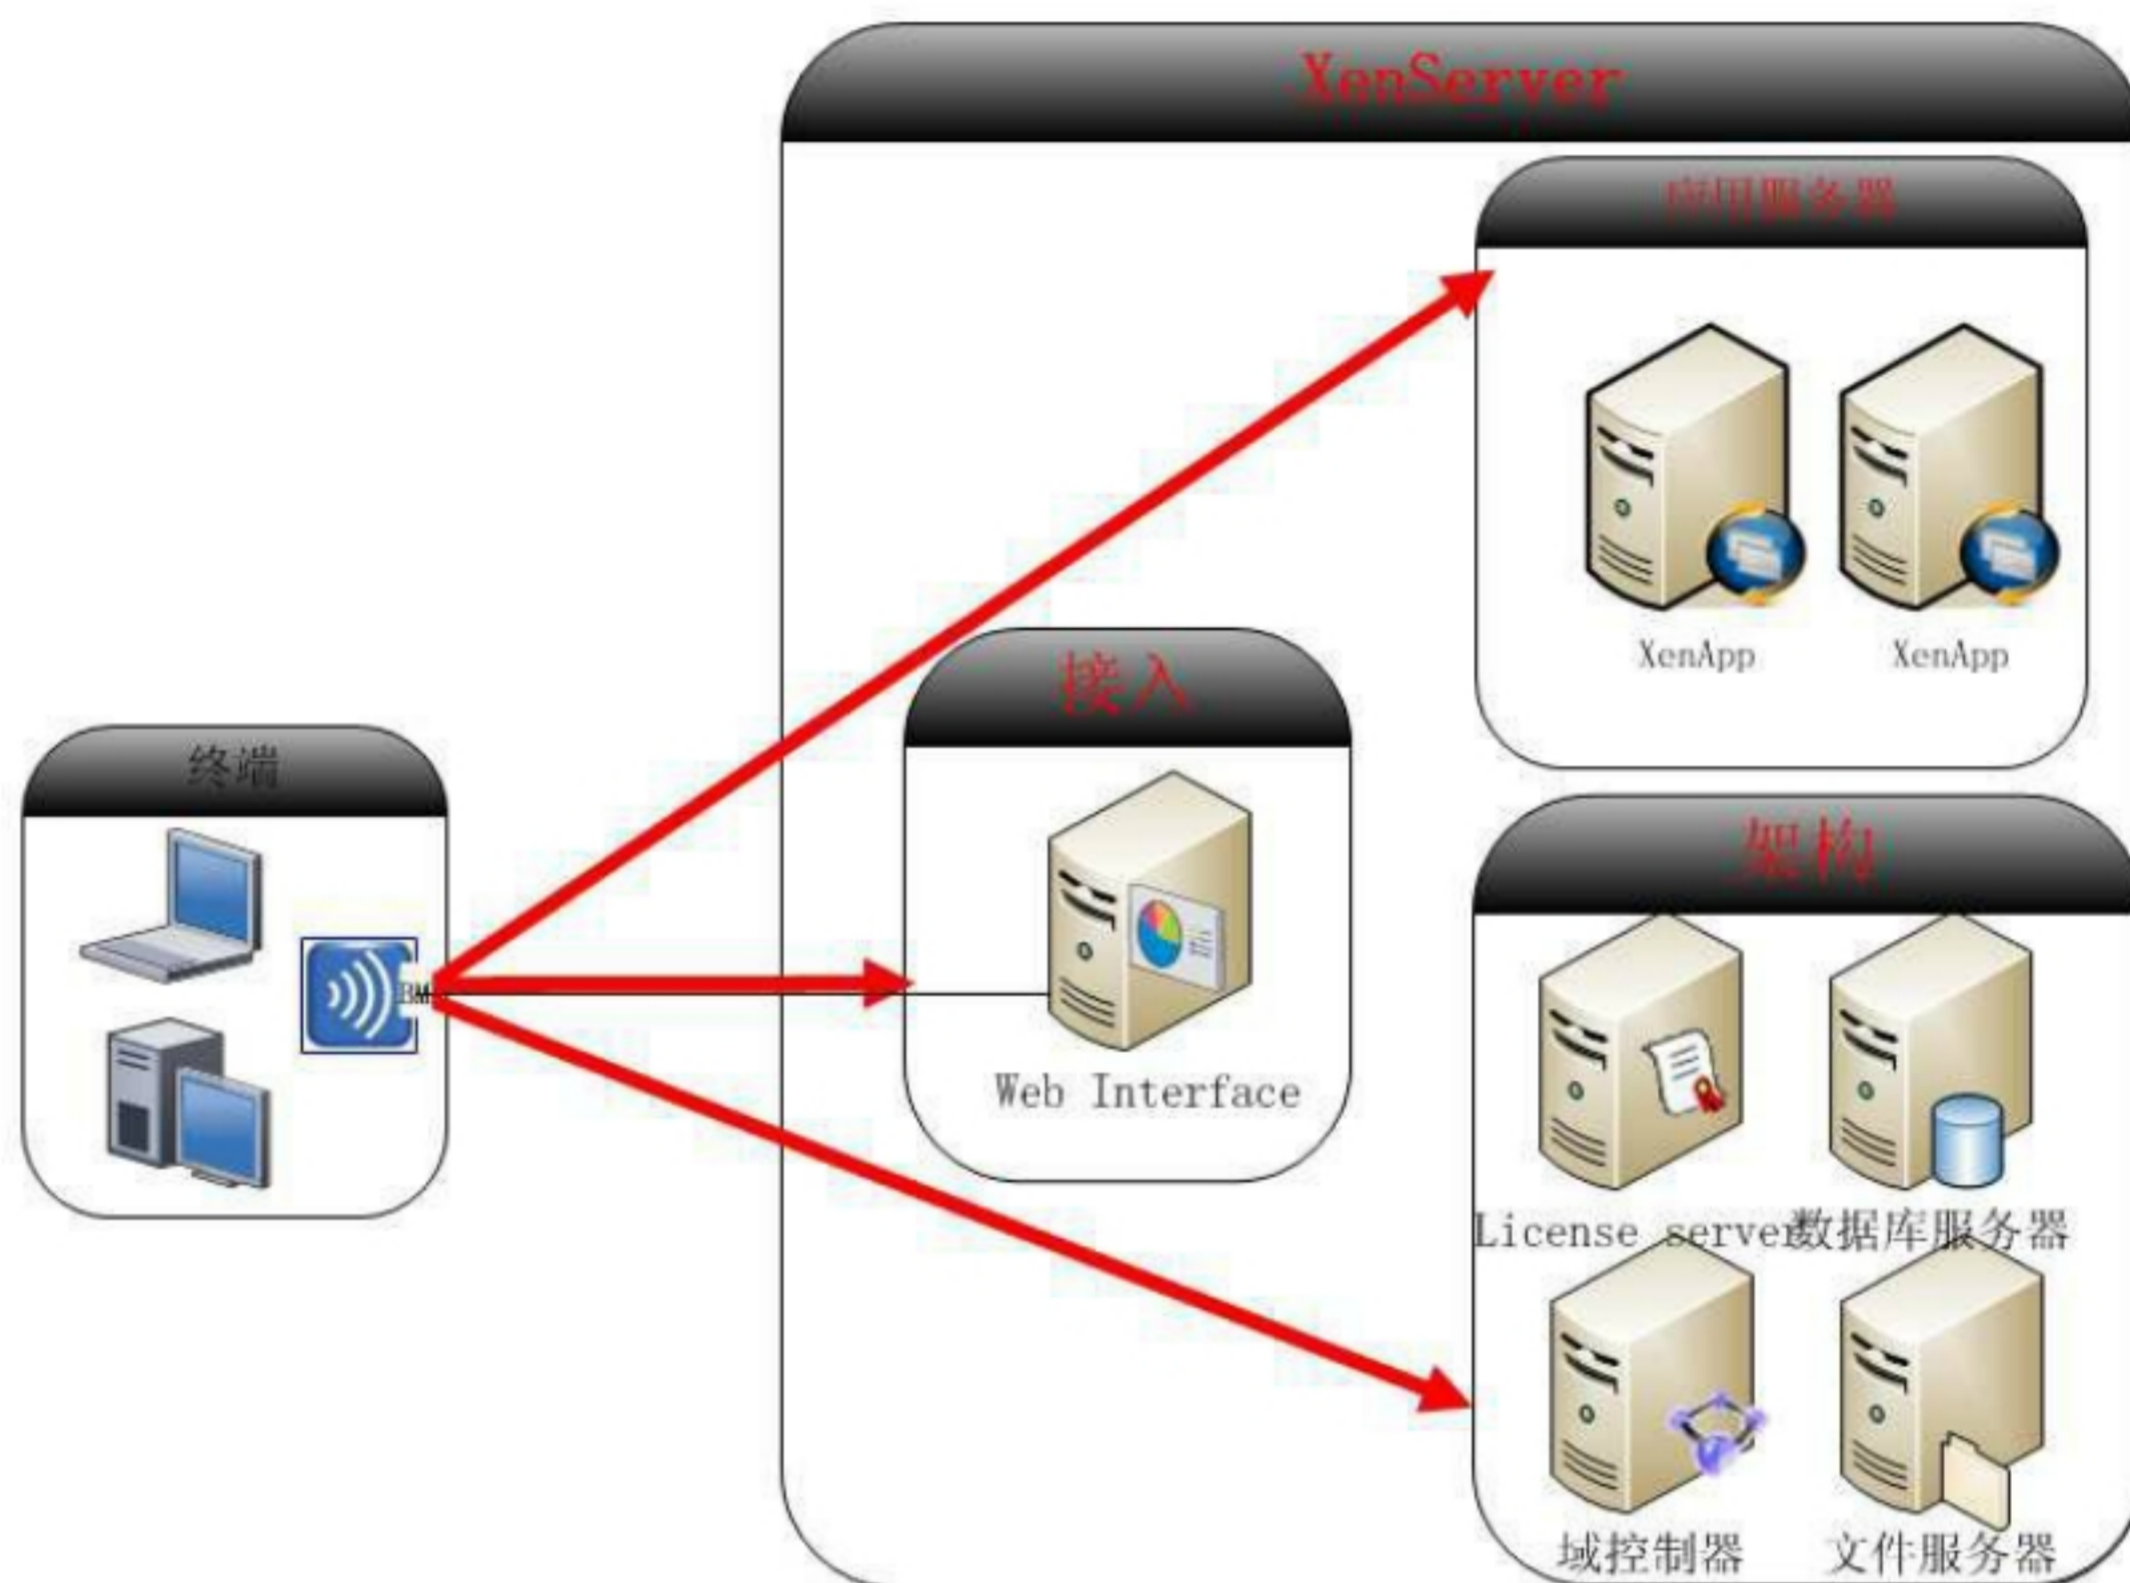 XenServer
应用服务器
XenApp
XenApp
接入
终端
BM
Web Interface
架构
License server
数据库服务器
域控制器
文件服务器